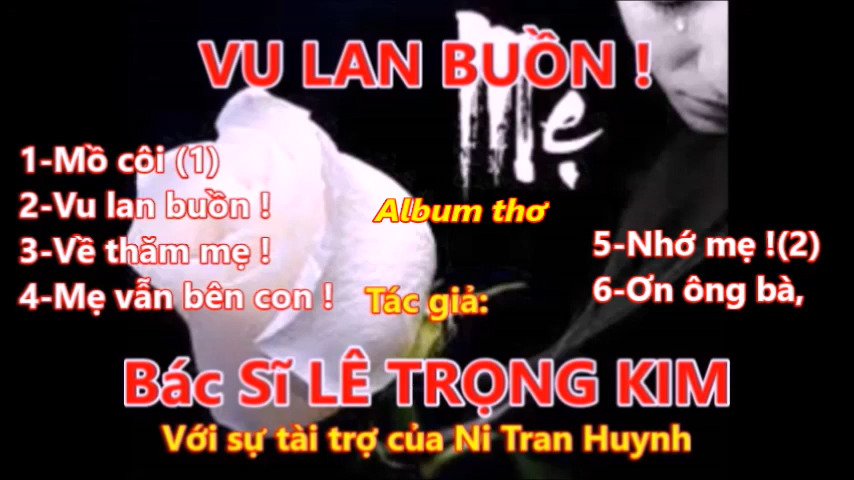 VU LAN BUỒN !
Mẹ
1-Mồ côi (1)
2-Vu lan buồn !
3-Về thăm mẹ !
4-Mẹ vẫn bên con !
Album thơ
5-Nhớ mẹ !(2)
6-Ơn ông bà,
Tác giả:
Bác Sĩ LÊ TRỌNG KIM
Với sự tài trợ của Ni Tran Huynh